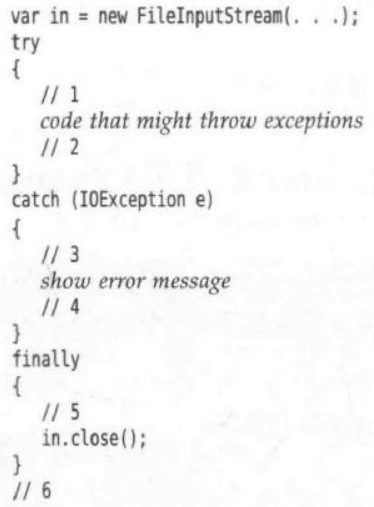 var in = new FileInputStream(. . .);
try
{
   // 1
   code that might throw exceptions
   // 2
}
catch (IOException e)
{
   // 3
   show error message
   // 4
}
finally
{
   // 5
   in.close();
}
// 6